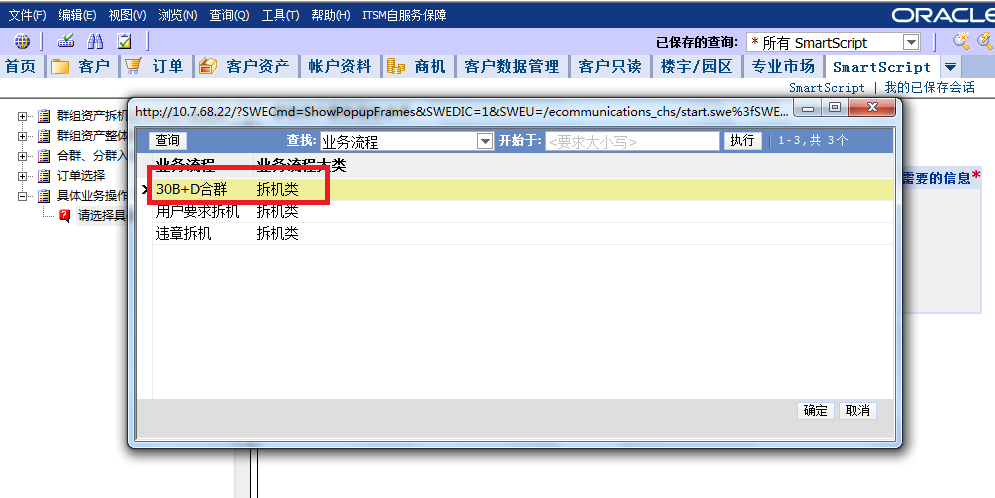 文件(F) 编辑(E) 视图(V) 浏览(N) 查询(Q) 工具(T) 帮助(H) ITSM自服务保障 ORACLE
已保存的查询: * 所有 SmartScript
首页 客户 订单 客户资产 帐户资料 商机 客户数据管理 客户只读 楼宇/园区 专业市场 SmartScript
SmartScript | 我的已保存会话
群组资产拆机
群组资产整体
合群、分群入
订单选择
具体业务操作
请选择具
http://10.7.68.22/?SWECmd=ShowPopupFrames&SWEDIC=1&SWEU=/ecommunications_chs/start.swe%3fSWE...
查询 查找: 业务流程 开始于: <要求大小写> 执行 1-3,共 3个
业务流程 业务流程大类
30B+D合群 拆机类
用户要求拆机 拆机类
违章拆机 拆机类
需要的信息*
确定 取消